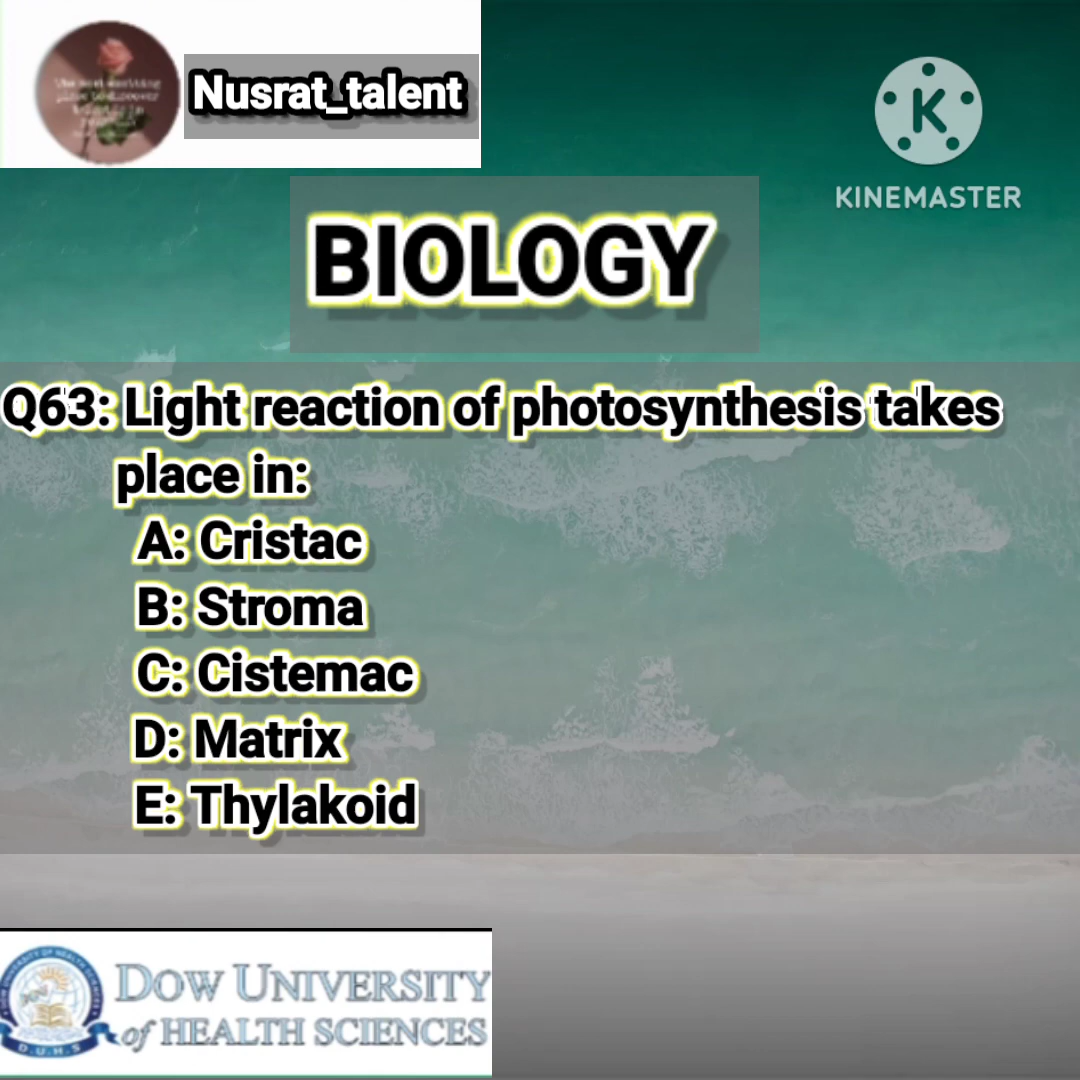 Nusrat_talent
K
KINEMASTER
BIOLOGY
Q63: Light reaction of photosynthesis takes
place in:
A: Cristac
B: Stroma
C: Cistemac
D: Matrix
E: Thylakoid
DOW UNIVERSITY
of HEALTH SCIENCES
D.U.H.S